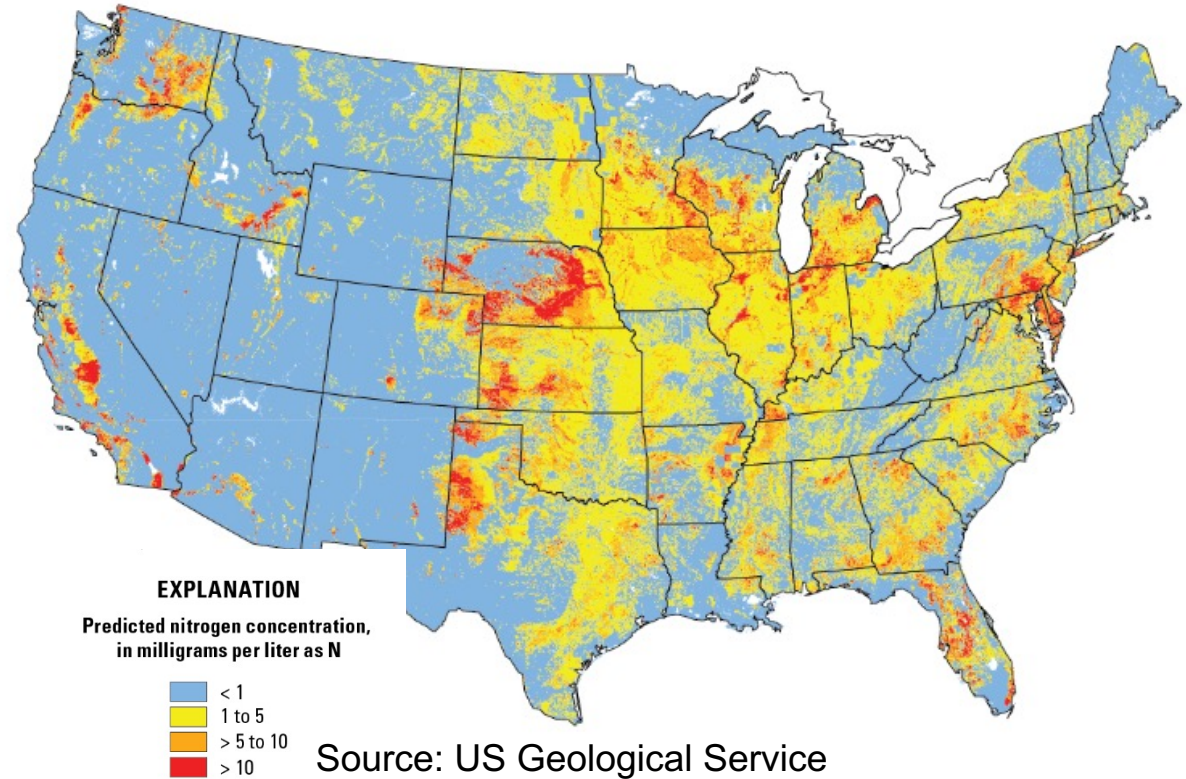 EXPLANATION
Predicted nitrogen concentration,
in milligrams per liter as N
< 1
1 to 5
> 5 to 10
> 10
Source: US Geological Service